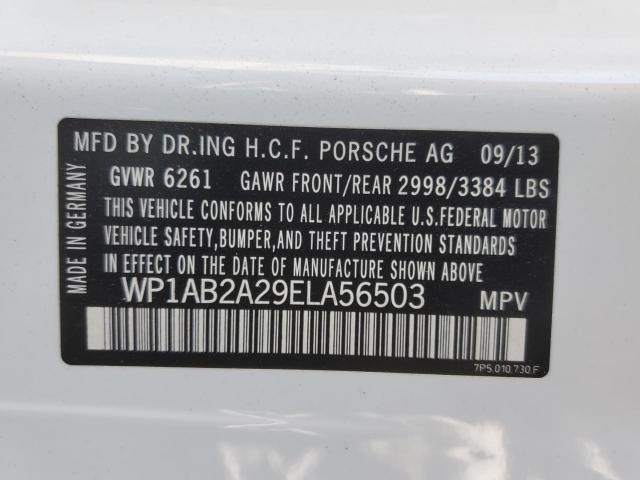 MFD BY DR.ING H.C.F. PORSCHE AG 09/13
GVWR 6261 GAWR FRONT/REAR 2998/3384 LBS
THIS VEHICLE CONFORMS TO ALL APPLICABLE U.S.FEDERAL MOTOR
VEHICLE SAFETY,BUMPER,AND THEFT PREVENTION STANDARDS
IN EFFECT ON THE DATE OF MANUFACTURE SHOWN ABOVE.
WP1AB2A29ELA56503 MPV
7P5.010.730.F
MADE IN GERMANY